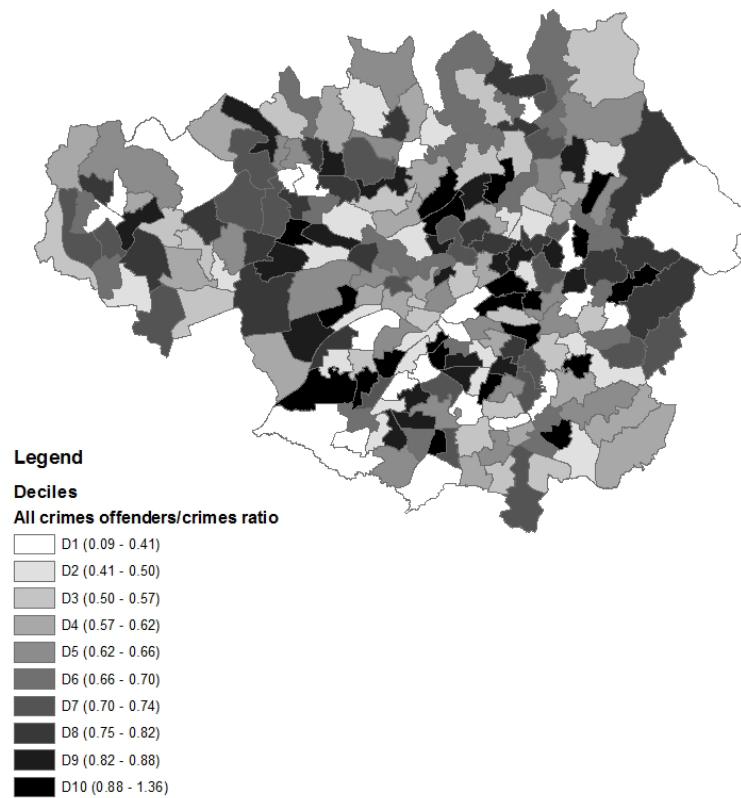 Legend
Deciles
All crimes offenders/crimes ratio
D1 (0.09 - 0.41)
D2 (0.41 - 0.50)
D3 (0.50 - 0.57)
D4 (0.57 - 0.62)
D5 (0.62 - 0.66)
D6 (0.66 - 0.70)
D7 (0.70 - 0.74)
D8 (0.75 - 0.82)
D9 (0.82 - 0.88)
D10 (0.88 - 1.36)